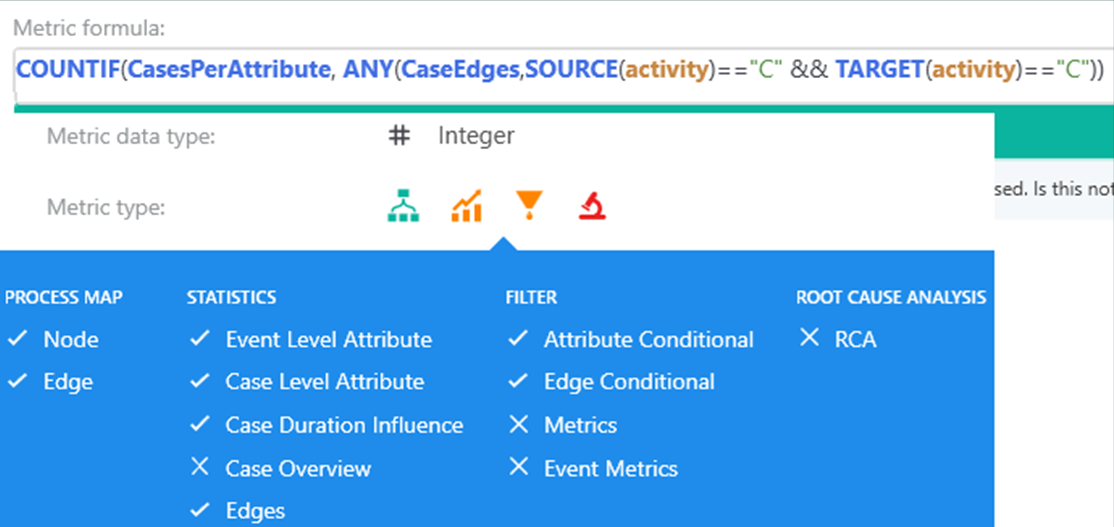 Metric formula:
COUNTIF(CasesPerAttribute, ANY(CaseEdges,SOURCE(activity)=="C" && TARGET(activity)=="C"))
Metric data type: # Integer
sed. Is this not
Metric type:
PROCESS MAP STATISTICS FILTER ROOT CAUSE ANALYSIS
Node Event Level Attribute Attribute Conditional RCA
Edge Case Level Attribute Edge Conditional
Case Duration Influence Metrics
Case Overview Event Metrics
Edges